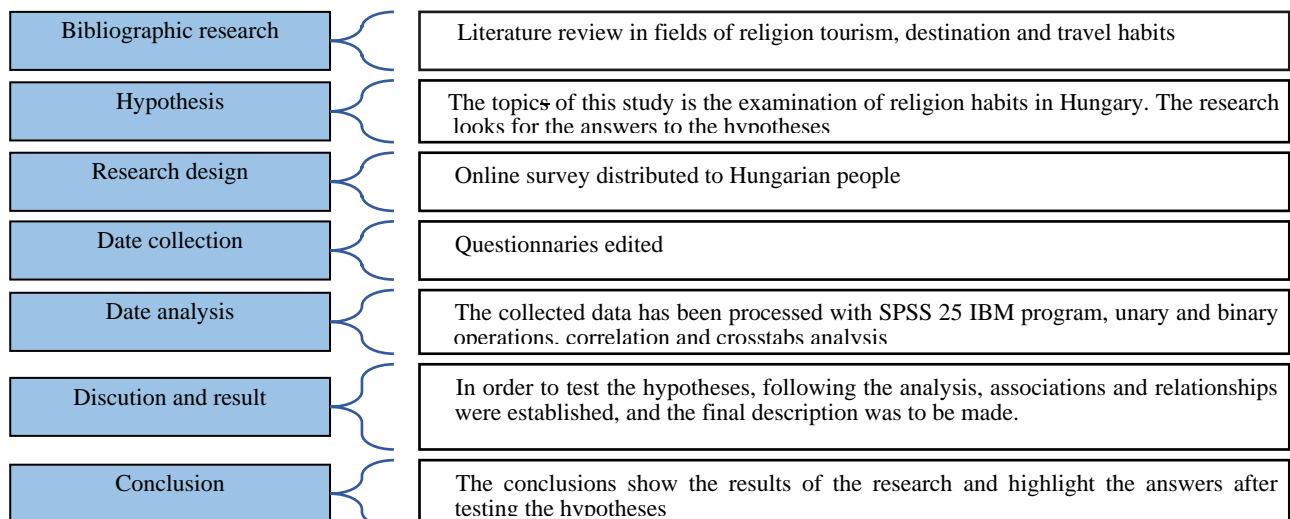 Bibliographic research
Literature review in fields of religion tourism, destination and travel habits
Hypothesis
The topics of this study is the examination of religion habits in Hungary. The research
looks for the answers to the hypotheses
Research design
Online survey distributed to Hungarian people
Date collection
Questionnaries edited
Date analysis
The collected data has been processed with SPSS 25 IBM program, unary and binary
operations, correlation and crosstabs analysis
Discution and result
In order to test the hypotheses, following the analysis, associations and relationships
were established, and the final description was to be made.
Conclusion
The conclusions show the results of the research and highlight the answers after
testing the hypotheses